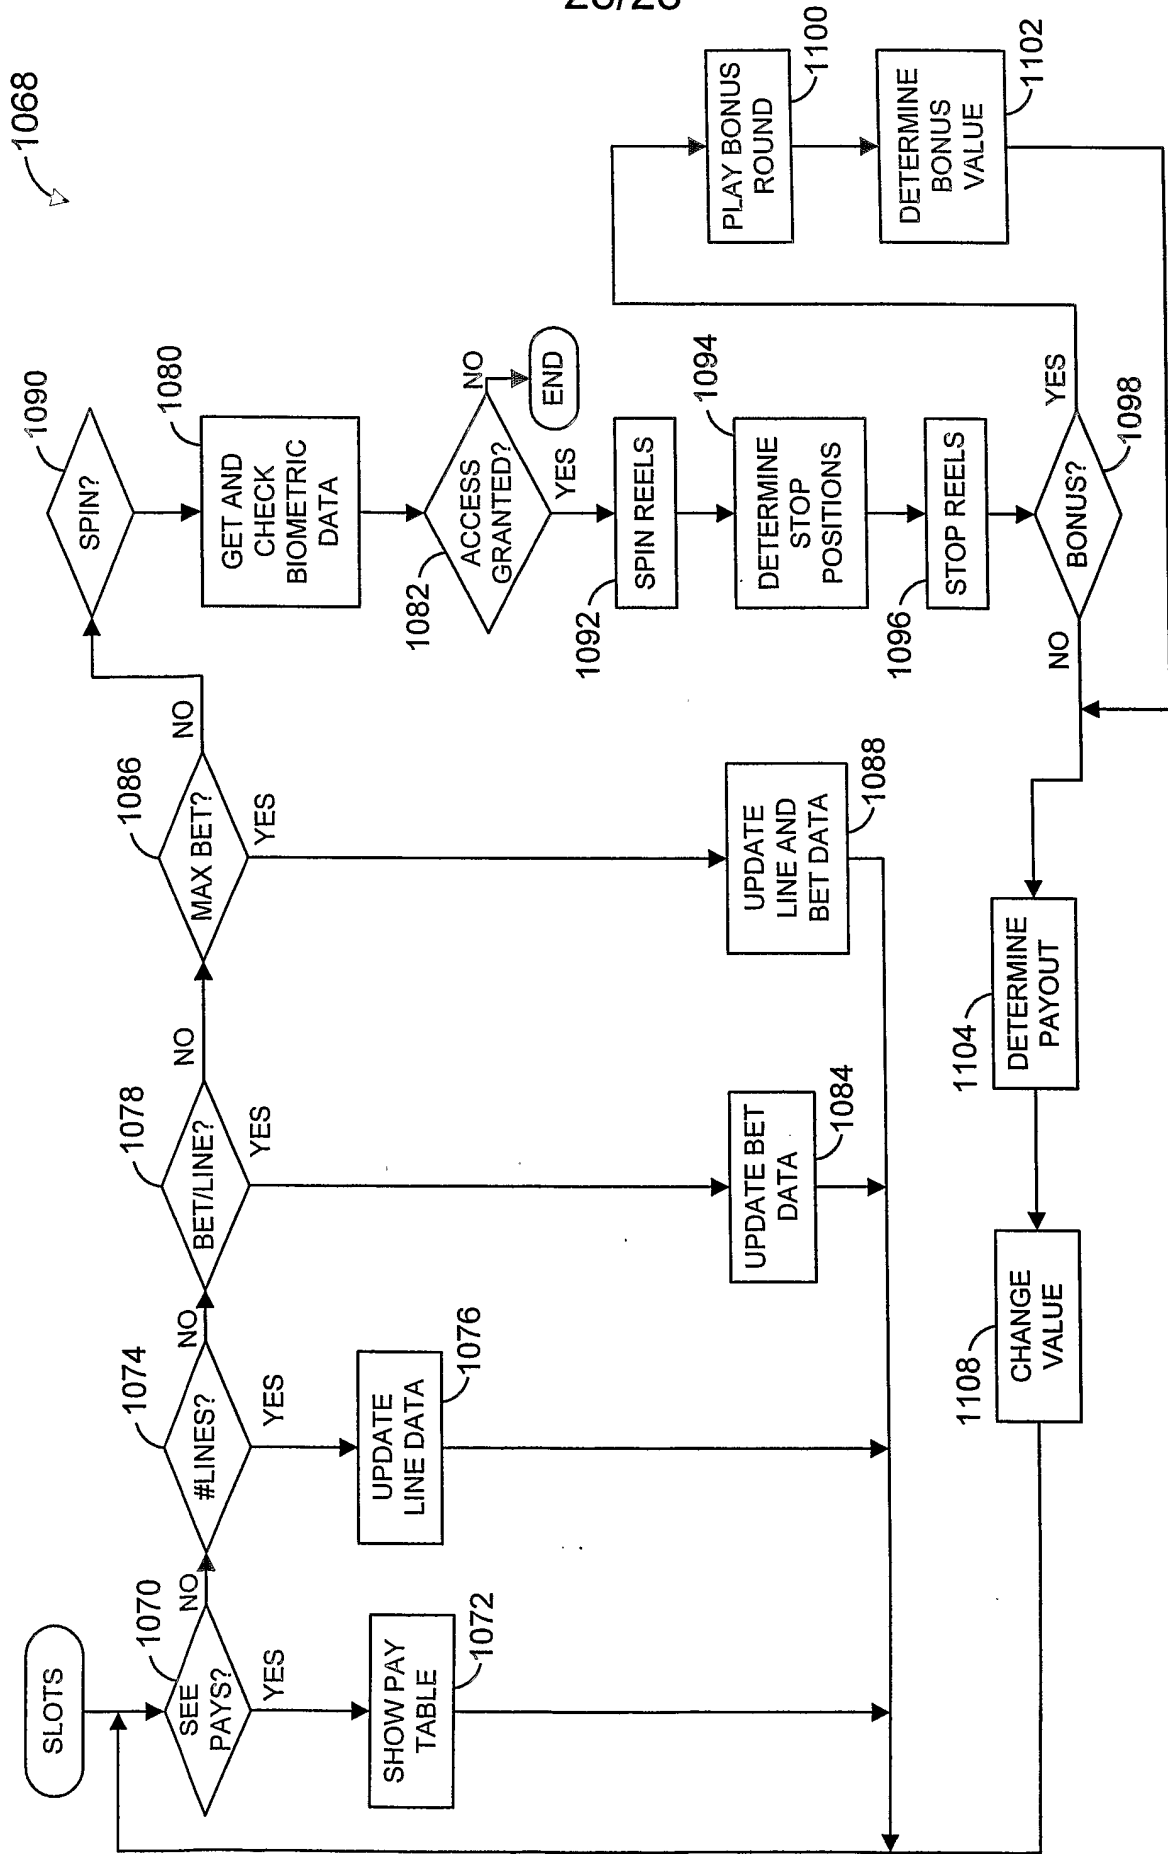 1068
SLOTS
1070
SEE
PAYS?
NO
YES
SHOW PAY
TABLE
1072
1074
#LINES?
NO
YES
UPDATE
LINE DATA
1076
1078
BET/LINE?
NO
YES
UPDATE BET
DATA
1084
1086
MAX BET?
NO
YES
UPDATE
LINE AND
BET DATA
1088
1090
SPIN?
1080
GET AND
CHECK
BIOMETRIC
DATA
1082
ACCESS
GRANTED?
NO
END
YES
1092
SPIN REELS
1094
DETERMINE
STOP
POSITIONS
1096
STOP REELS
BONUS?
1098
NO
YES
PLAY BONUS
ROUND
1100
DETERMINE
BONUS
VALUE
1102
1104
DETERMINE
PAYOUT
1108
CHANGE
VALUE